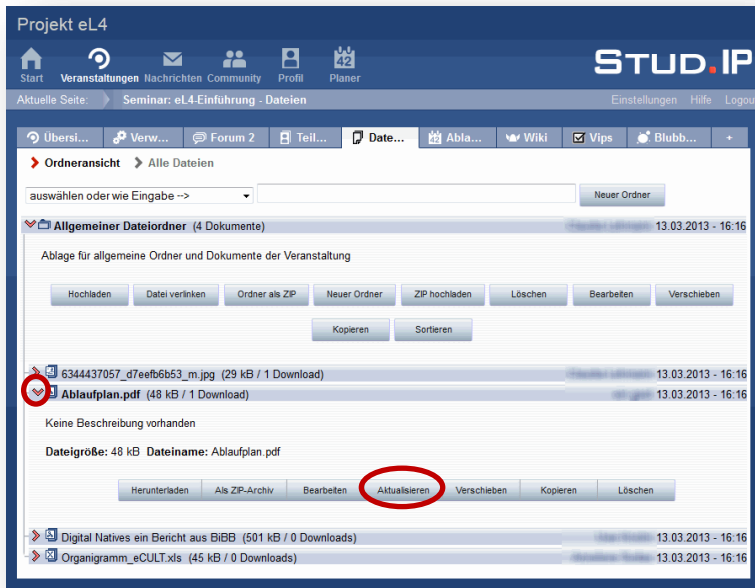 Projekt eL4
Start Veranstaltungen Nachrichten Community Profil Planer
42
STUD.IP
Aktuelle Seite: Seminar: eL4-Einführung - Dateien Einstellungen Hilfe Logou
Übersi... Verw... Forum 2 Teil... Date... Abla... Wiki Vips Blubb... +
Ordneransicht Alle Dateien
auswählen oder wie Eingabe --> Neuer Ordner
Allgemeiner Dateiordner (4 Dokumente) 13.03.2013 - 16:16
Ablage für allgemeine Ordner und Dokumente der Veranstaltung
Hochladen Datei verlinken Ordner als ZIP Neuer Ordner ZIP hochladen Löschen Bearbeiten Verschieben
Kopieren Sortieren
6344437057_d7eefb6b53_m.jpg (29 kB / 1 Download) 13.03.2013 - 16:16
Ablaufplan.pdf (48 kB / 1 Download) 13.03.2013 - 16:16
Keine Beschreibung vorhanden
Dateigröße: 48 kB Dateiname: Ablaufplan.pdf
Herunterladen Als ZIP-Archiv Bearbeiten Aktualisieren Verschieben Kopieren Löschen
Digital Natives ein Bericht aus BiBB (501 kB / 0 Downloads) 13.03.2013 - 16:16
Organigramm_eCULT.xls (45 kB / 0 Downloads) 13.03.2013 - 16:16